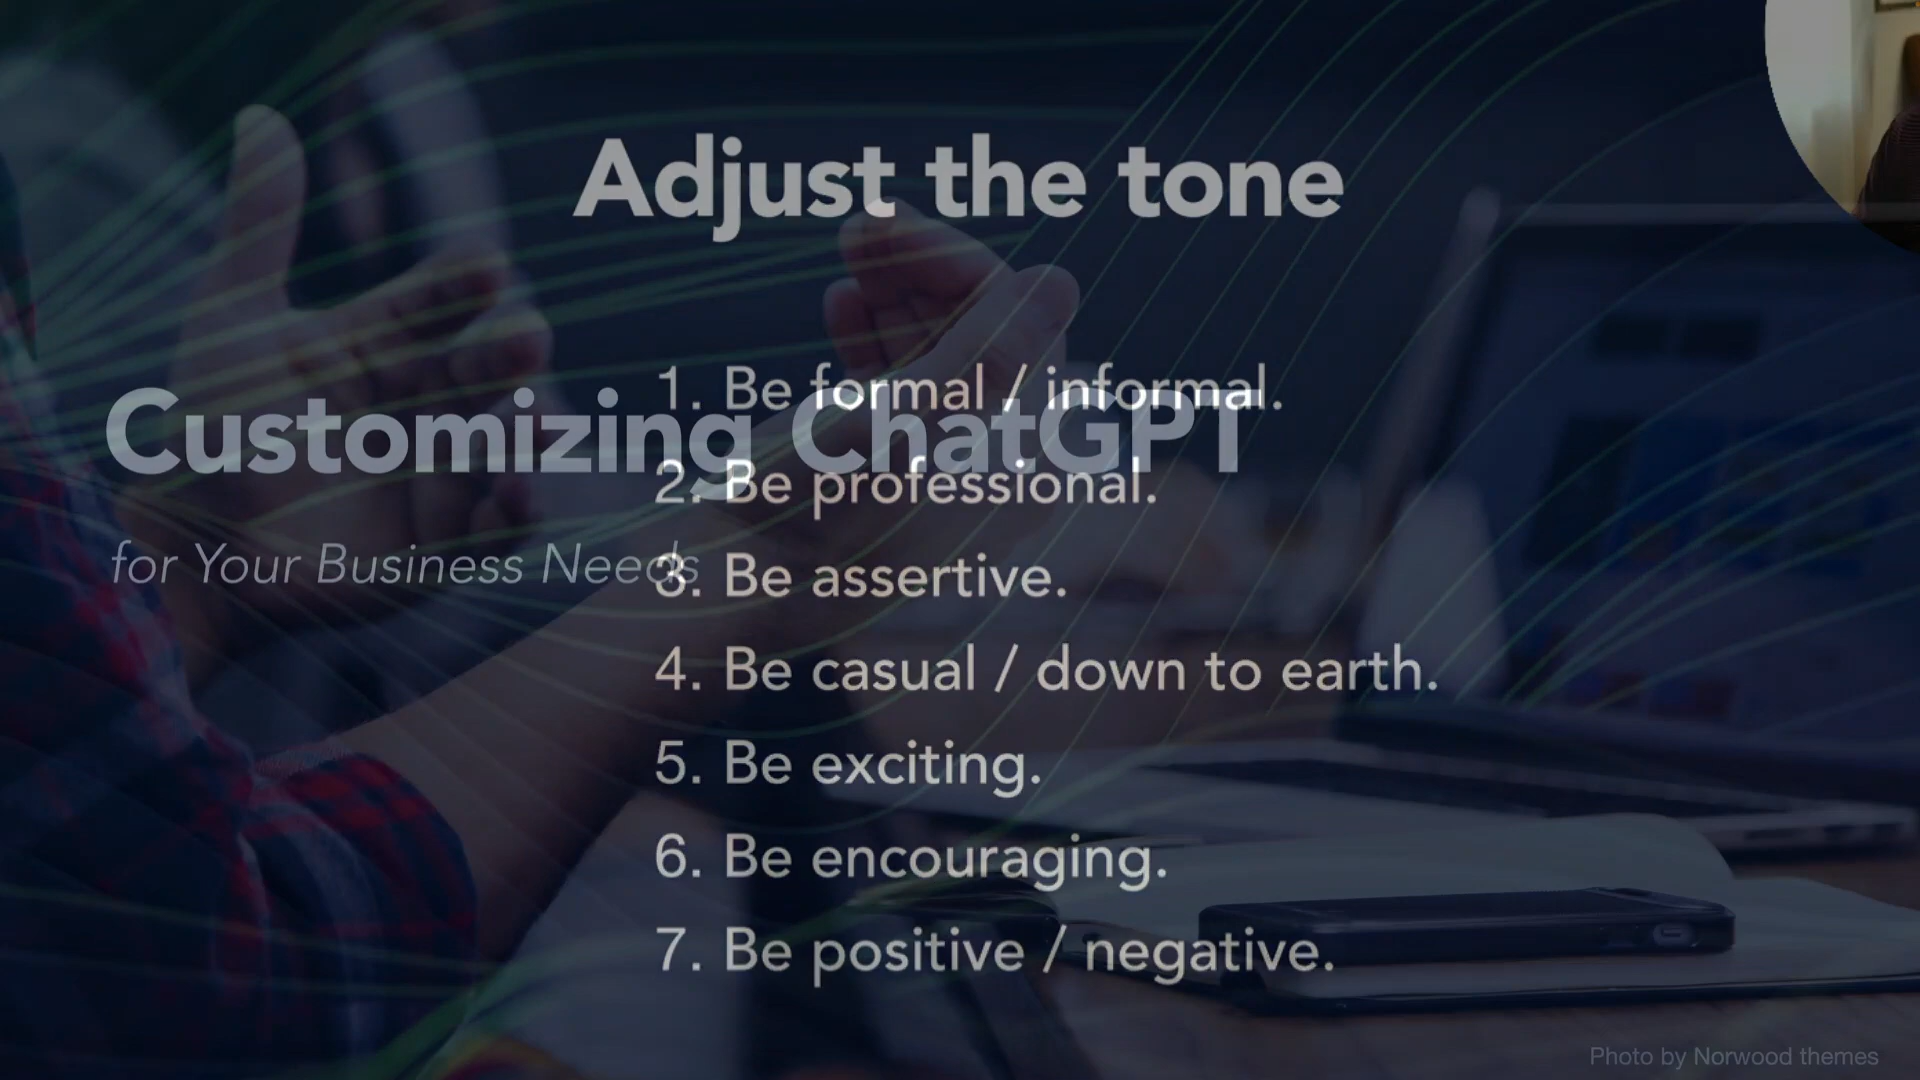 Adjust the tone
1. Be formal / informal.
Customizing ChatGPT
2. Be professional.
for Your Business Needs
3. Be assertive.
4. Be casual / down to earth.
5. Be exciting.
6. Be encouraging.
7. Be positive / negative.
Photo by Norwood themes